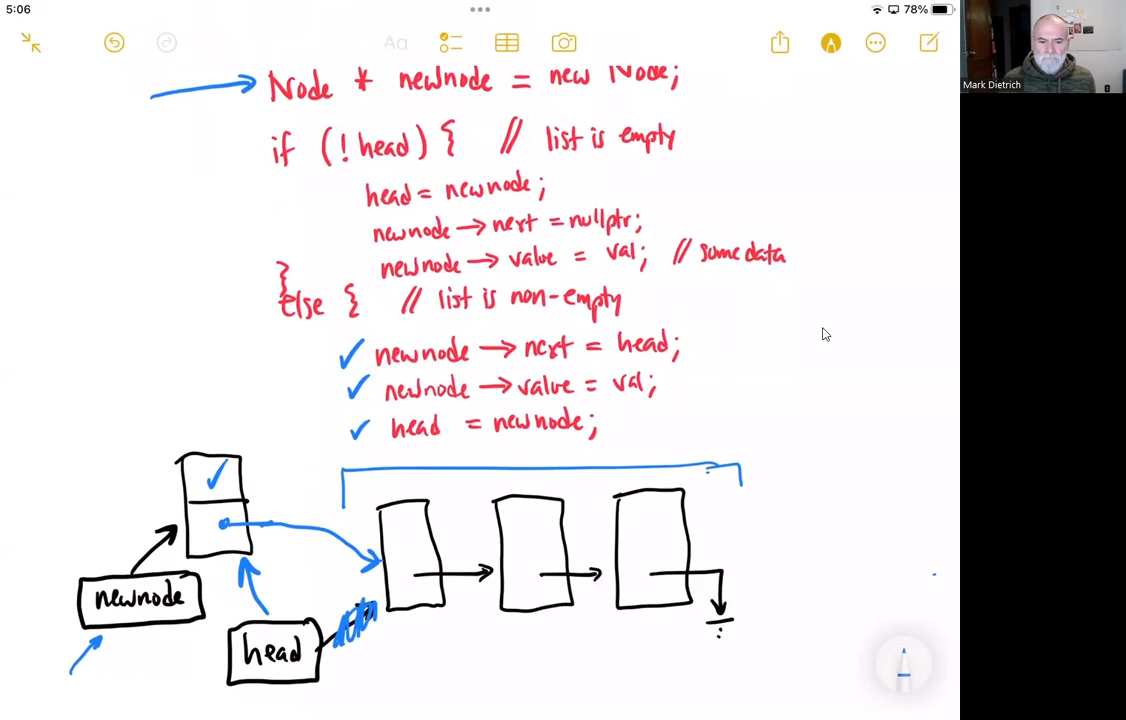 5:06
78%
Aa
Mark Dietrich
Node * newnode = new Node;
if (! head) { // list is empty
head = newnode;
newnode → next = nullptr;
newnode → value = val; // some data
}
else { // list is non-empty
✓ newnode → next = head;
✓ newnode → value = val;
✓ head = newnode;
✓
newnode
head